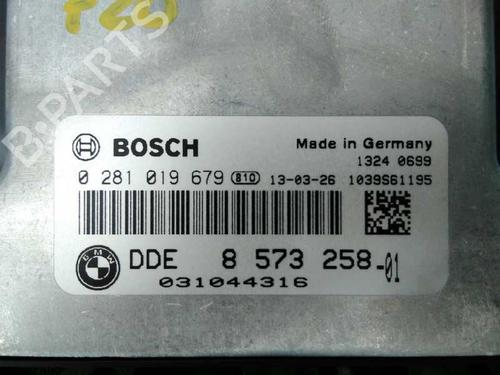 B-PARTS
BOSCH
Made in Germany
1324 0699
0 281 019 679 810 13-03-26 1039S61195
BMW
DDE 8 573 258-01
031044316